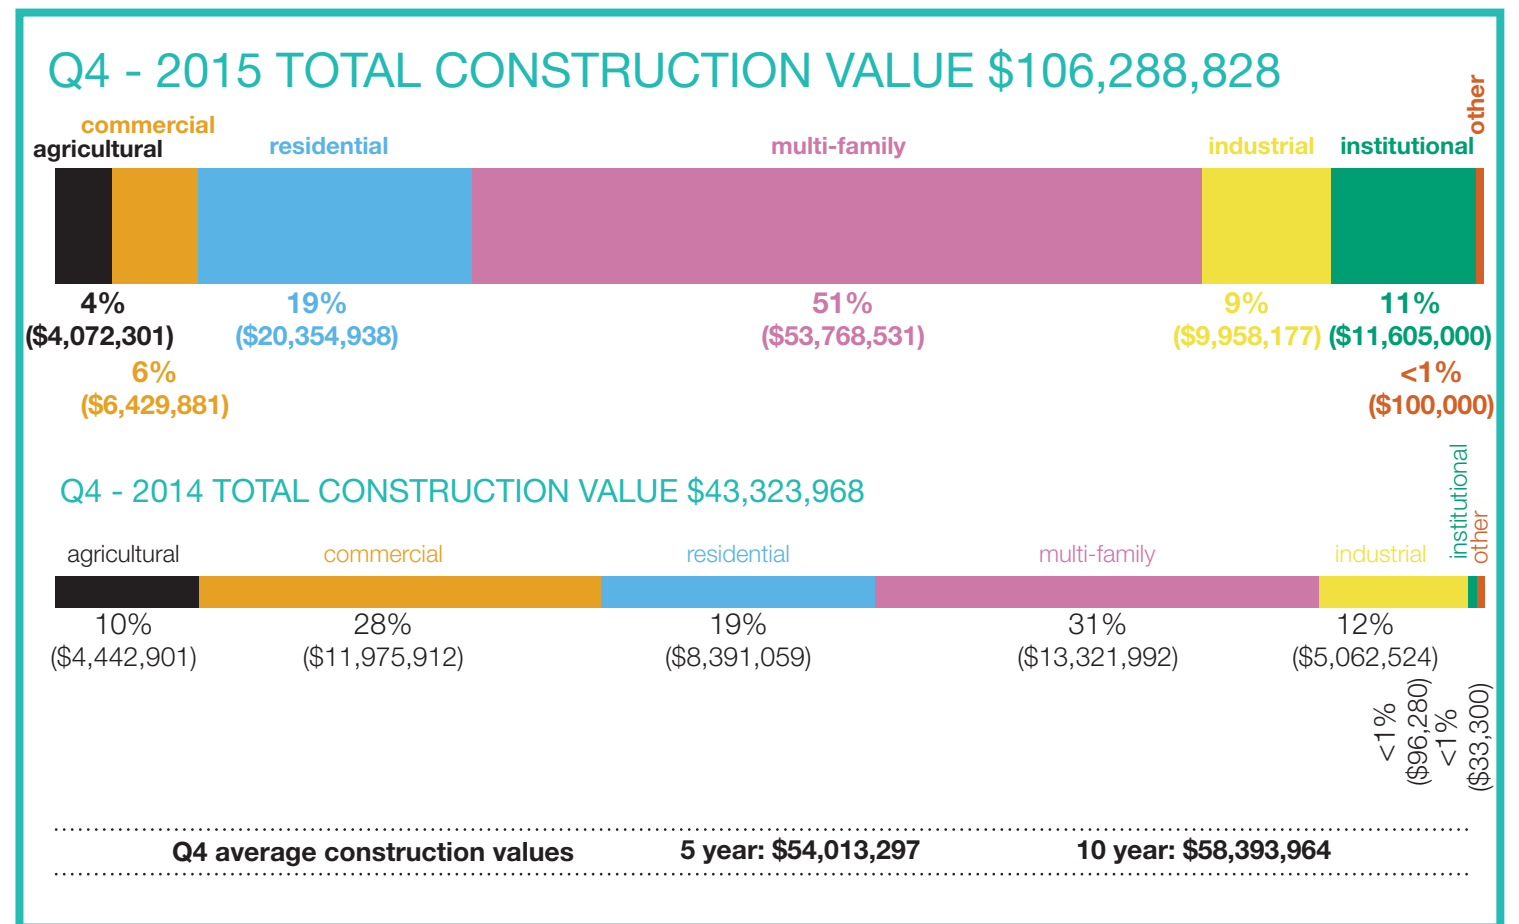 Q4 - 2015 TOTAL CONSTRUCTION VALUE $106,288,828
other
commercial
agricultural
residential
multi-family
industrial
institutional
4%
($4,072,301)
19%
($20,354,938)
51%
($53,768,531)
9%
($9,958,177)
11%
($11,605,000)
6%
($6,429,881)
<1%
($100,000)
Q4 - 2014 TOTAL CONSTRUCTION VALUE $43,323,968
agricultural
commercial
residential
multi-family
industrial
institutional
other
10%
($4,442,901)
28%
($11,975,912)
19%
($8,391,059)
31%
($13,321,992)
12%
($5,062,524)
<1%
($96,280)
<1%
($33,300)
Q4 average construction values 5 year: $54,013,297 10 year: $58,393,964